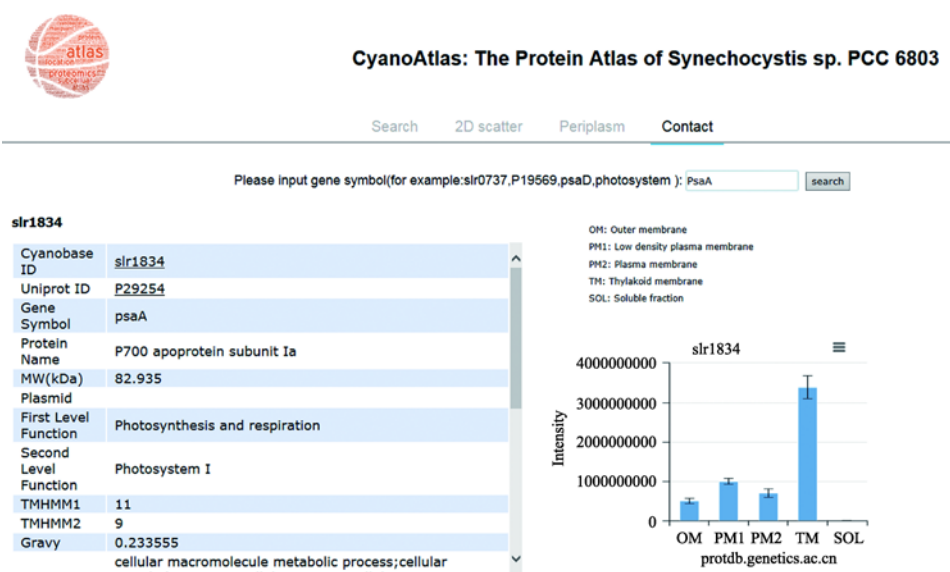 atlas
location
proteomics
subcellular
atlas
CyanoAtlas: The Protein Atlas of Synechocystis sp. PCC 6803
Search 2D scatter Periplasm Contact
Please input gene symbol(for example:slr0737,P19569,psaD,photosystem ): PsaA search
slr1834
Cyanobase ID slr1834
Uniprot ID P29254
Gene Symbol psaA
Protein Name P700 apoprotein subunit Ia
MW(kDa) 82.935
Plasmid
First Level Function Photosynthesis and respiration
Second Level Function Photosystem I
TMHMM1 11
TMHMM2 9
Gravy 0.233555
cellular macromolecule metabolic process;cellular
OM: Outer membrane
PM1: Low density plasma membrane
PM2: Plasma membrane
TM: Thylakoid membrane
SOL: Soluble fraction
slr1834
Intensity
4000000000
3000000000
2000000000
1000000000
0
OM PM1 PM2 TM SOL
protdb.genetics.ac.cn